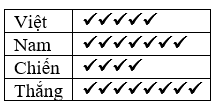 Việt ✓✓✓✓✓
Nam ✓✓✓✓✓✓✓
Chiến ✓✓✓✓
Thắng ✓✓✓✓✓✓✓✓